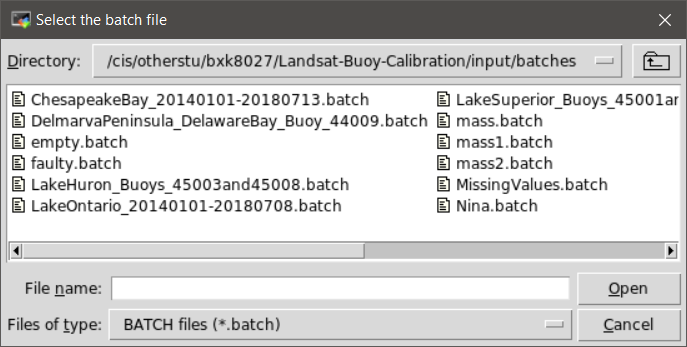 Select the batch file
Directory: /cis/otherstu/bxk8027/Landsat-Buoy-Calibration/input/batches
ChesapeakeBay_20140101-20180713.batch
DelmarvaPeninsula_DelawareBay_Buoy_44009.batch
empty.batch
faulty.batch
LakeHuron_Buoys_45003and45008.batch
LakeOntario_20140101-20180708.batch
LakeSuperior_Buoys_45001ar
mass.batch
mass1.batch
mass2.batch
MissingValues.batch
Nina.batch
File name:
Open
Files of type: BATCH files (*.batch)
Cancel